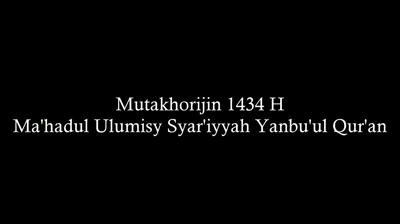 Mutakhorijin 1434 H
Ma'hadul Ulumisy Syar'iyyah Yanbu'ul Qur'an